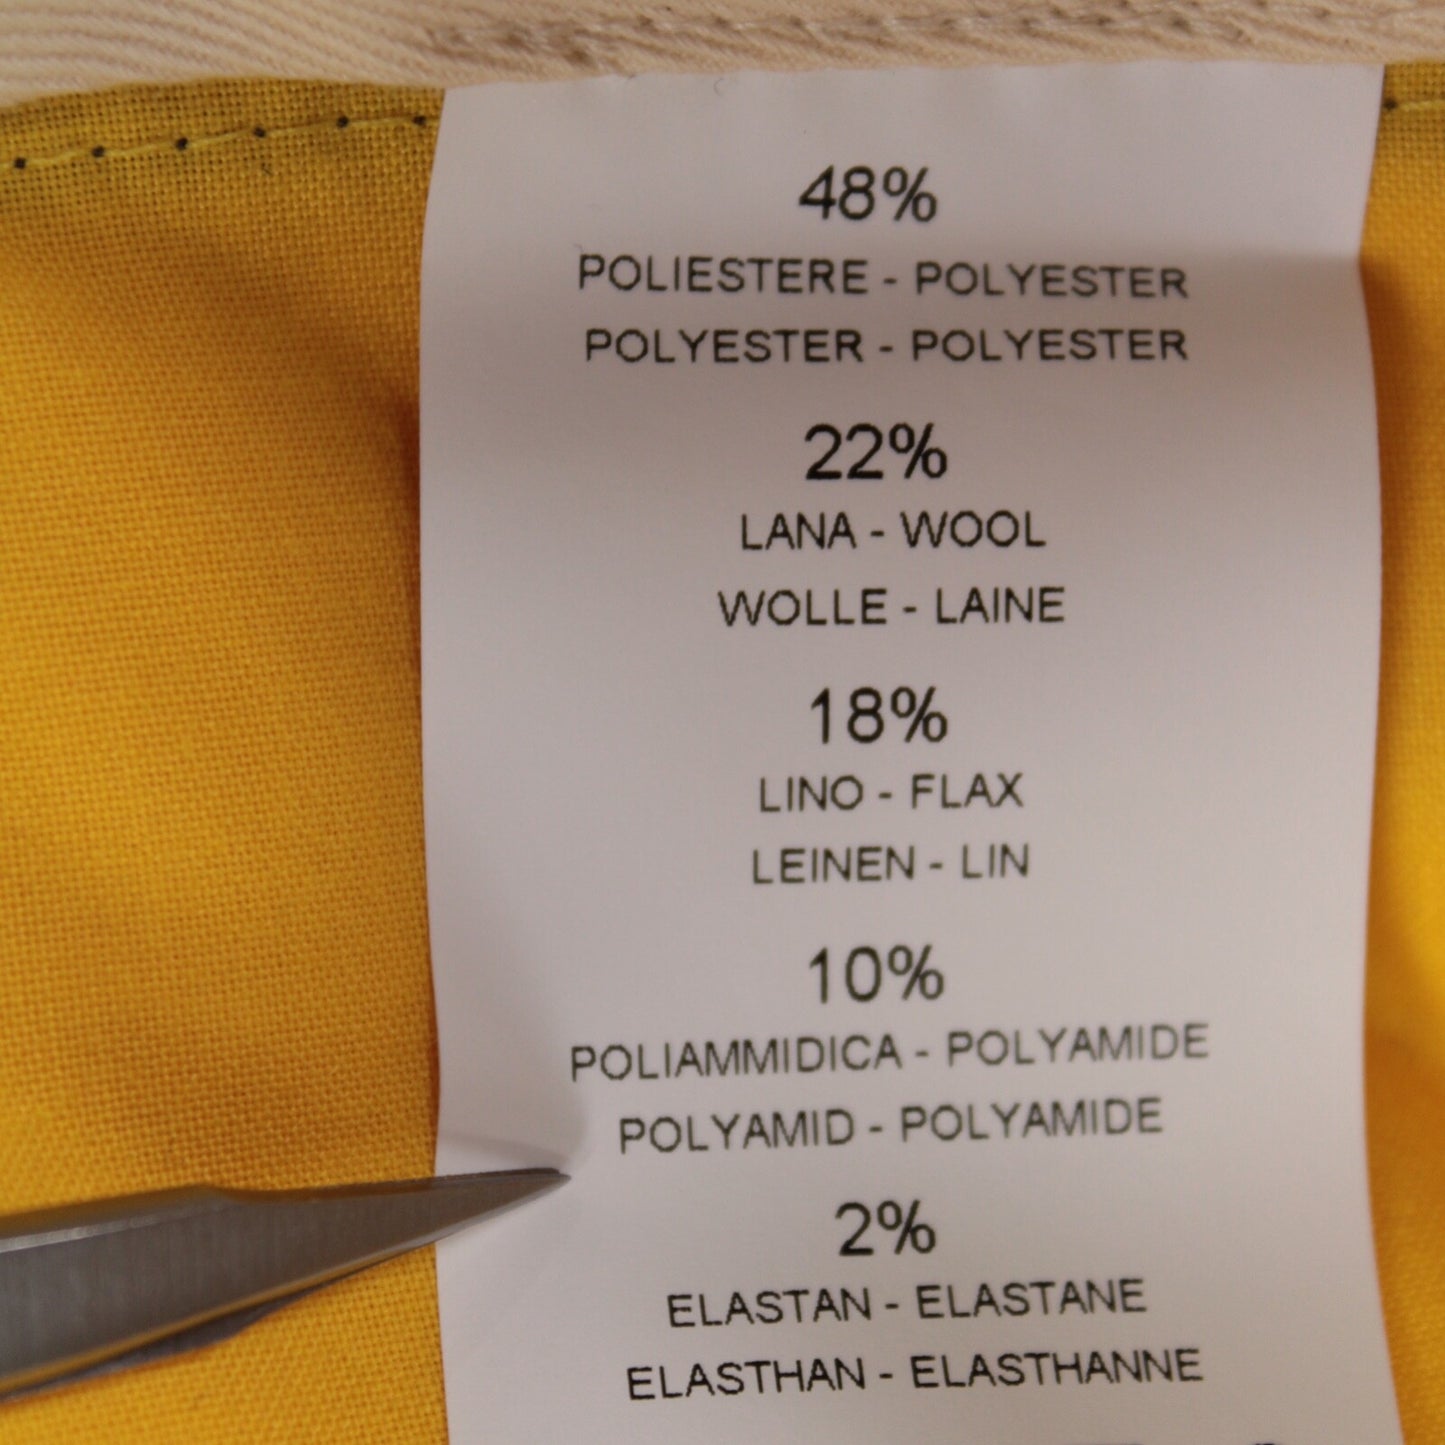 48%
POLIESTERE - POLYESTER
POLYESTER - POLYESTER
22%
LANA - WOOL
WOLLE - LAINE
18%
LINO - FLAX
LEINEN - LIN
10%
POLIAMMIDICA - POLYAMIDE
POLYAMID - POLYAMIDE
2%
ELASTAN - ELASTANE
ELASTHAN - ELASTHANNE